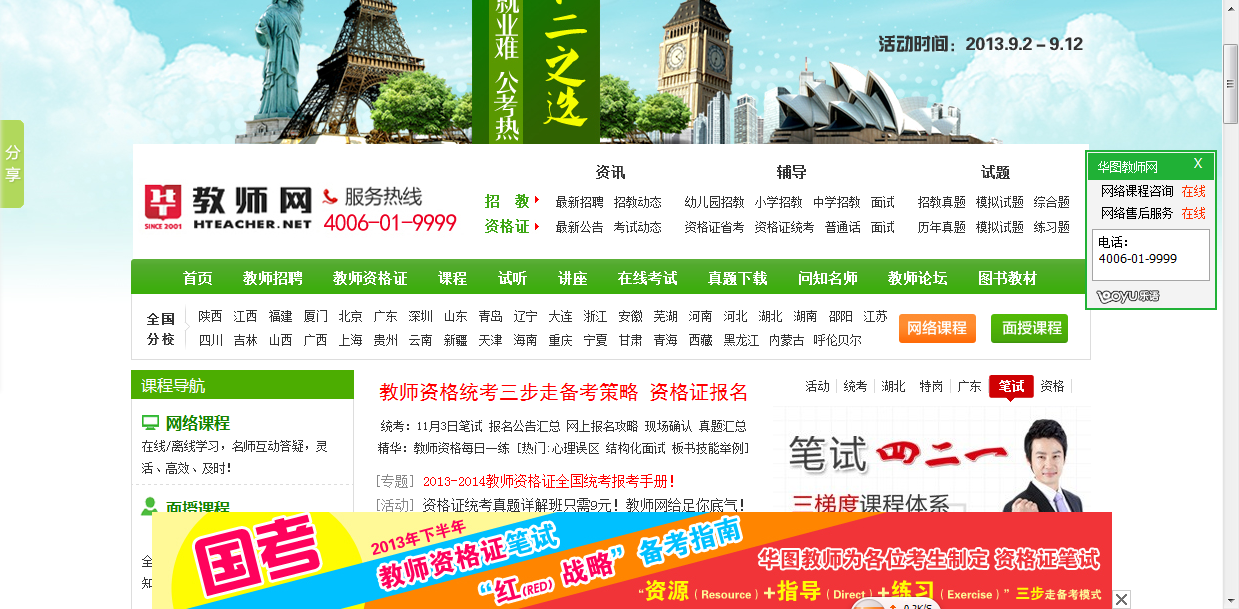 就业难 公考热
十二之选
活动时间：2013.9.2 – 9.12
分享
教师网
HTEACHER.NET
SINCE 2001
服务热线
4006-01-9999
资讯 辅导 试题
招 教 最新招聘 招教动态 幼儿园招教 小学招教 中学招教 面试 招教真题 模拟试题 综合题
资格证 最新公告 考试动态 资格证省考 资格证统考 普通话 面试 历年真题 模拟试题 练习题
华图教师网 X
网络课程咨询 在线
网络售后服务 在线
电话：
4006-01-9999
LOOYU乐语
首页 教师招聘 教师资格证 课程 试听 讲座 在线考试 真题下载 问知名师 教师论坛 图书教材
全国分校
陕西 江西 福建 厦门 北京 广东 深圳 山东 青岛 辽宁 大连 浙江 安徽 芜湖 河南 河北 湖北 湖南 邵阳 江苏
四川 吉林 山西 广西 上海 贵州 云南 新疆 天津 海南 重庆 宁夏 甘肃 青海 西藏 黑龙江 内蒙古 呼伦贝尔
网络课程 面授课程
课程导航
网络课程
在线/离线学习，名师互动答疑，灵
活、高效、及时！
面授课程
全
知
教师资格统考三步走备考策略 资格证报名
统考：11月3日笔试 报名公告汇总 网上报名攻略 现场确认 真题汇总
精华：教师资格每日一练 [热门:心理误区 结构化面试 板书技能举例]
[专题] 2013-2014教师资格证全国统考报考手册！
[活动] 资格证统考真题详解班只需9元！教师网给足你底气！
活动 统考 湖北 特岗 广东 笔试 资格
笔试 四二一
三梯度课程体系
国考
2013年下半年
教师资格证笔试
“红(RED) 战略”备考指南
华图教师为各位考生制定 资格证笔试
“资源（Resource）+指导（Direct）+练习（Exercise）”三步走备考模式
0.2K/S